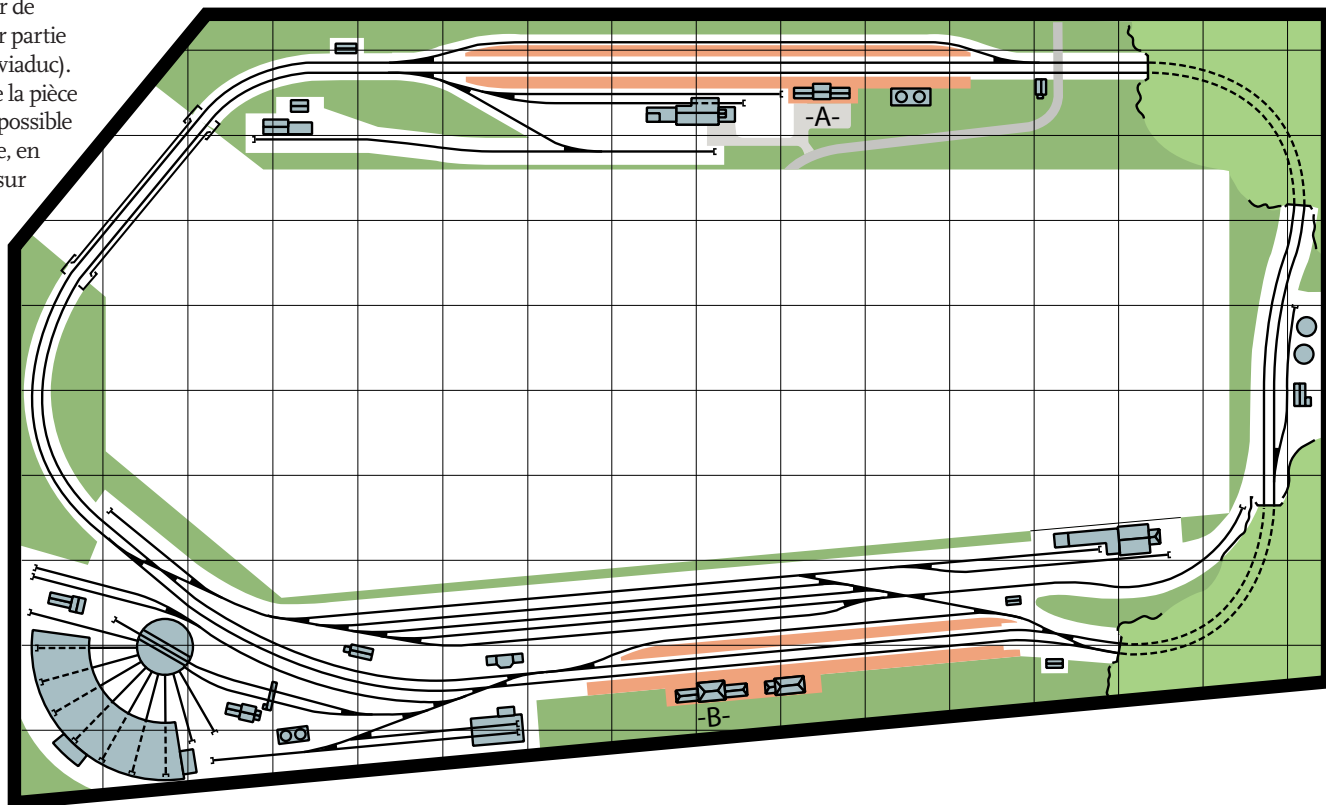 r de
r partie
viaduc).
e la pièce
possible
e, en
sur
-A-
-B-